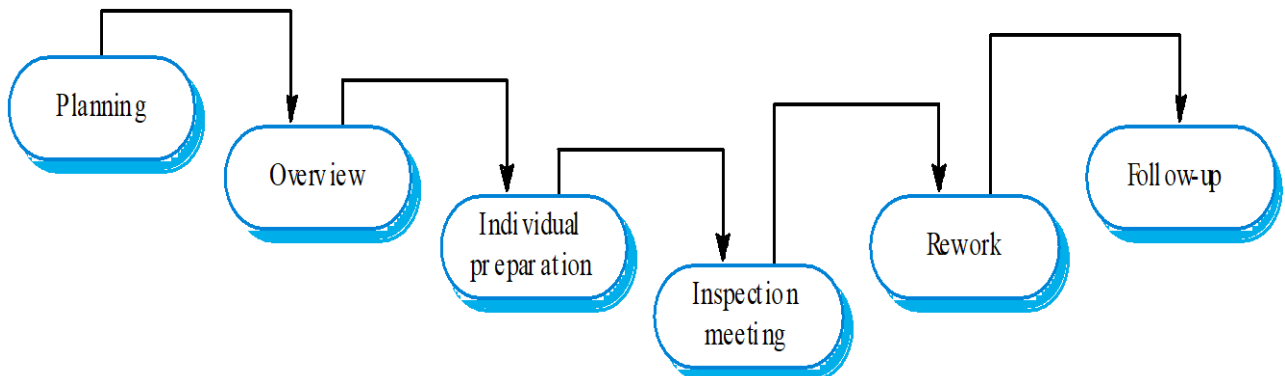 Planning
Overview
Individual
preparation
Inspection
meeting
Rework
Follow-up